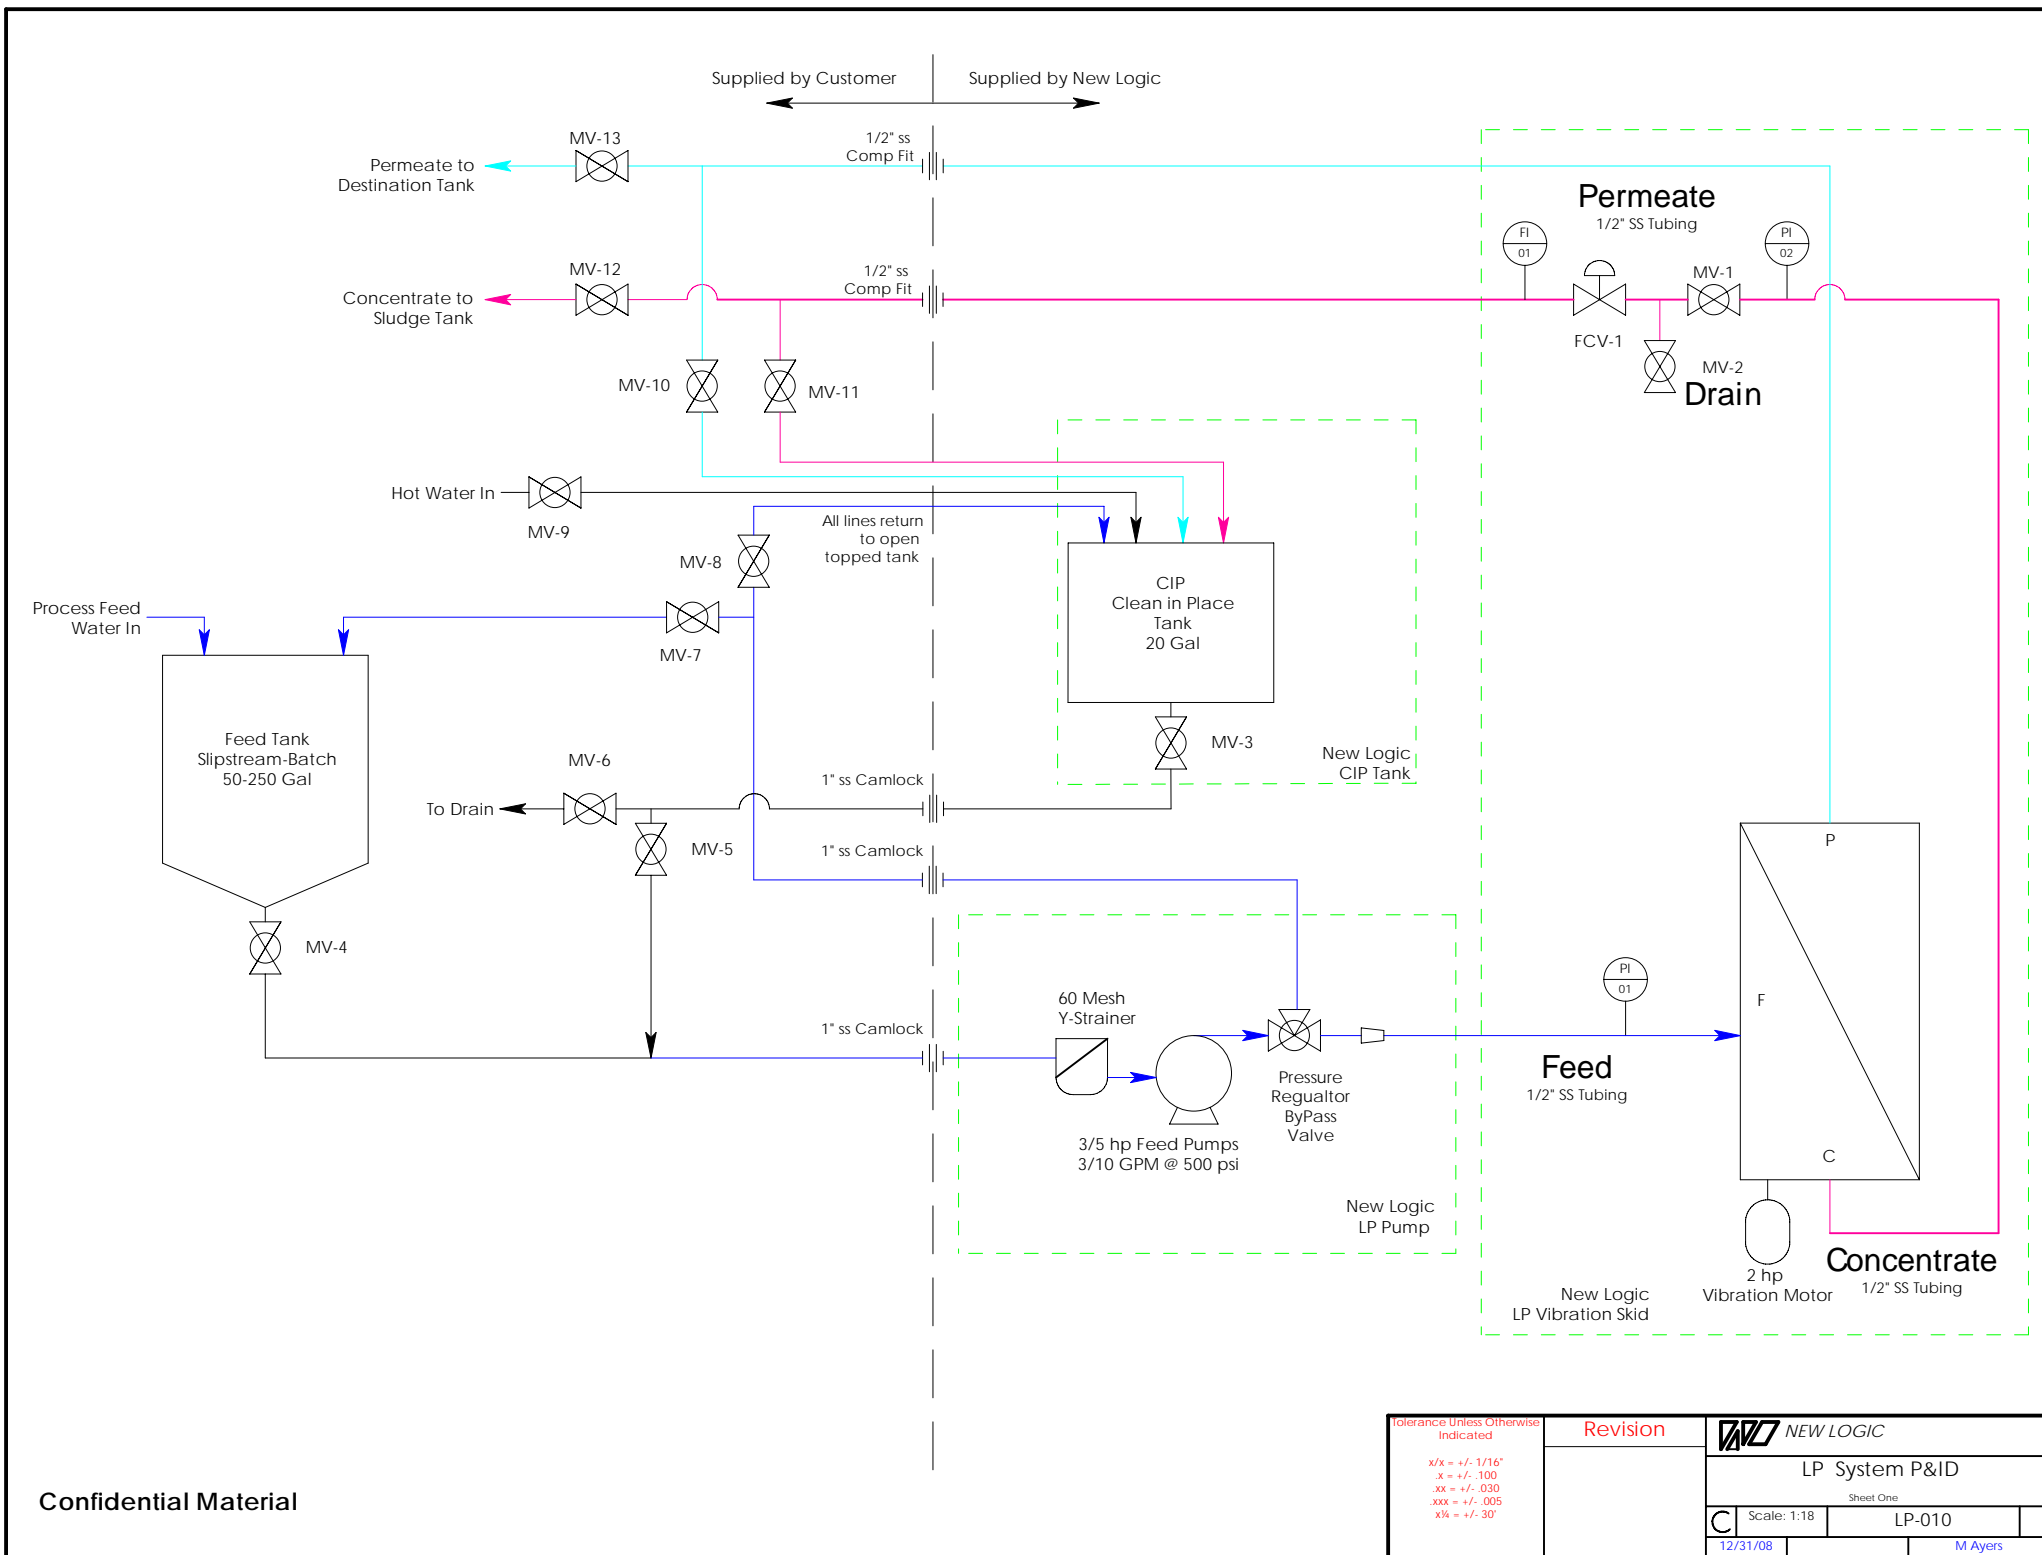 Supplied by Customer
Supplied by New Logic
MV-13
1/2" ss
Comp Fit
Permeate to
Destination Tank
Permeate
1/2" SS Tubing
FI
01
PI
02
MV-12
1/2" ss
Comp Fit
MV-1
Concentrate to
Sludge Tank
FCV-1
MV-2
Drain
MV-10
MV-11
Hot Water In
MV-9
All lines return
to open
topped tank
MV-8
CIP
Clean in Place
Tank
20 Gal
Process Feed
Water In
MV-7
Feed Tank
Slipstream-Batch
50-250 Gal
MV-3
New Logic
CIP Tank
MV-6
1" ss Camlock
To Drain
MV-5
1" ss Camlock
P
MV-4
F
C
PI
01
60 Mesh
Y-Strainer
1" ss Camlock
Feed
1/2" SS Tubing
Pressure
Regualtor
ByPass
Valve
3/5 hp Feed Pumps
3/10 GPM @ 500 psi
New Logic
LP Pump
Concentrate
1/2" SS Tubing
2 hp
Vibration Motor
New Logic
LP Vibration Skid
Confidential Material
Tolerance Unless Otherwise
Indicated
x/x = +/- 1/16"
.x = +/- .100
.xx = +/- .030
.xxx = +/- .005
x¼ = +/- 30'
Revision
NEW LOGIC
LP System P&ID
Sheet One
C
Scale: 1:18
LP-010
12/31/08
M Ayers